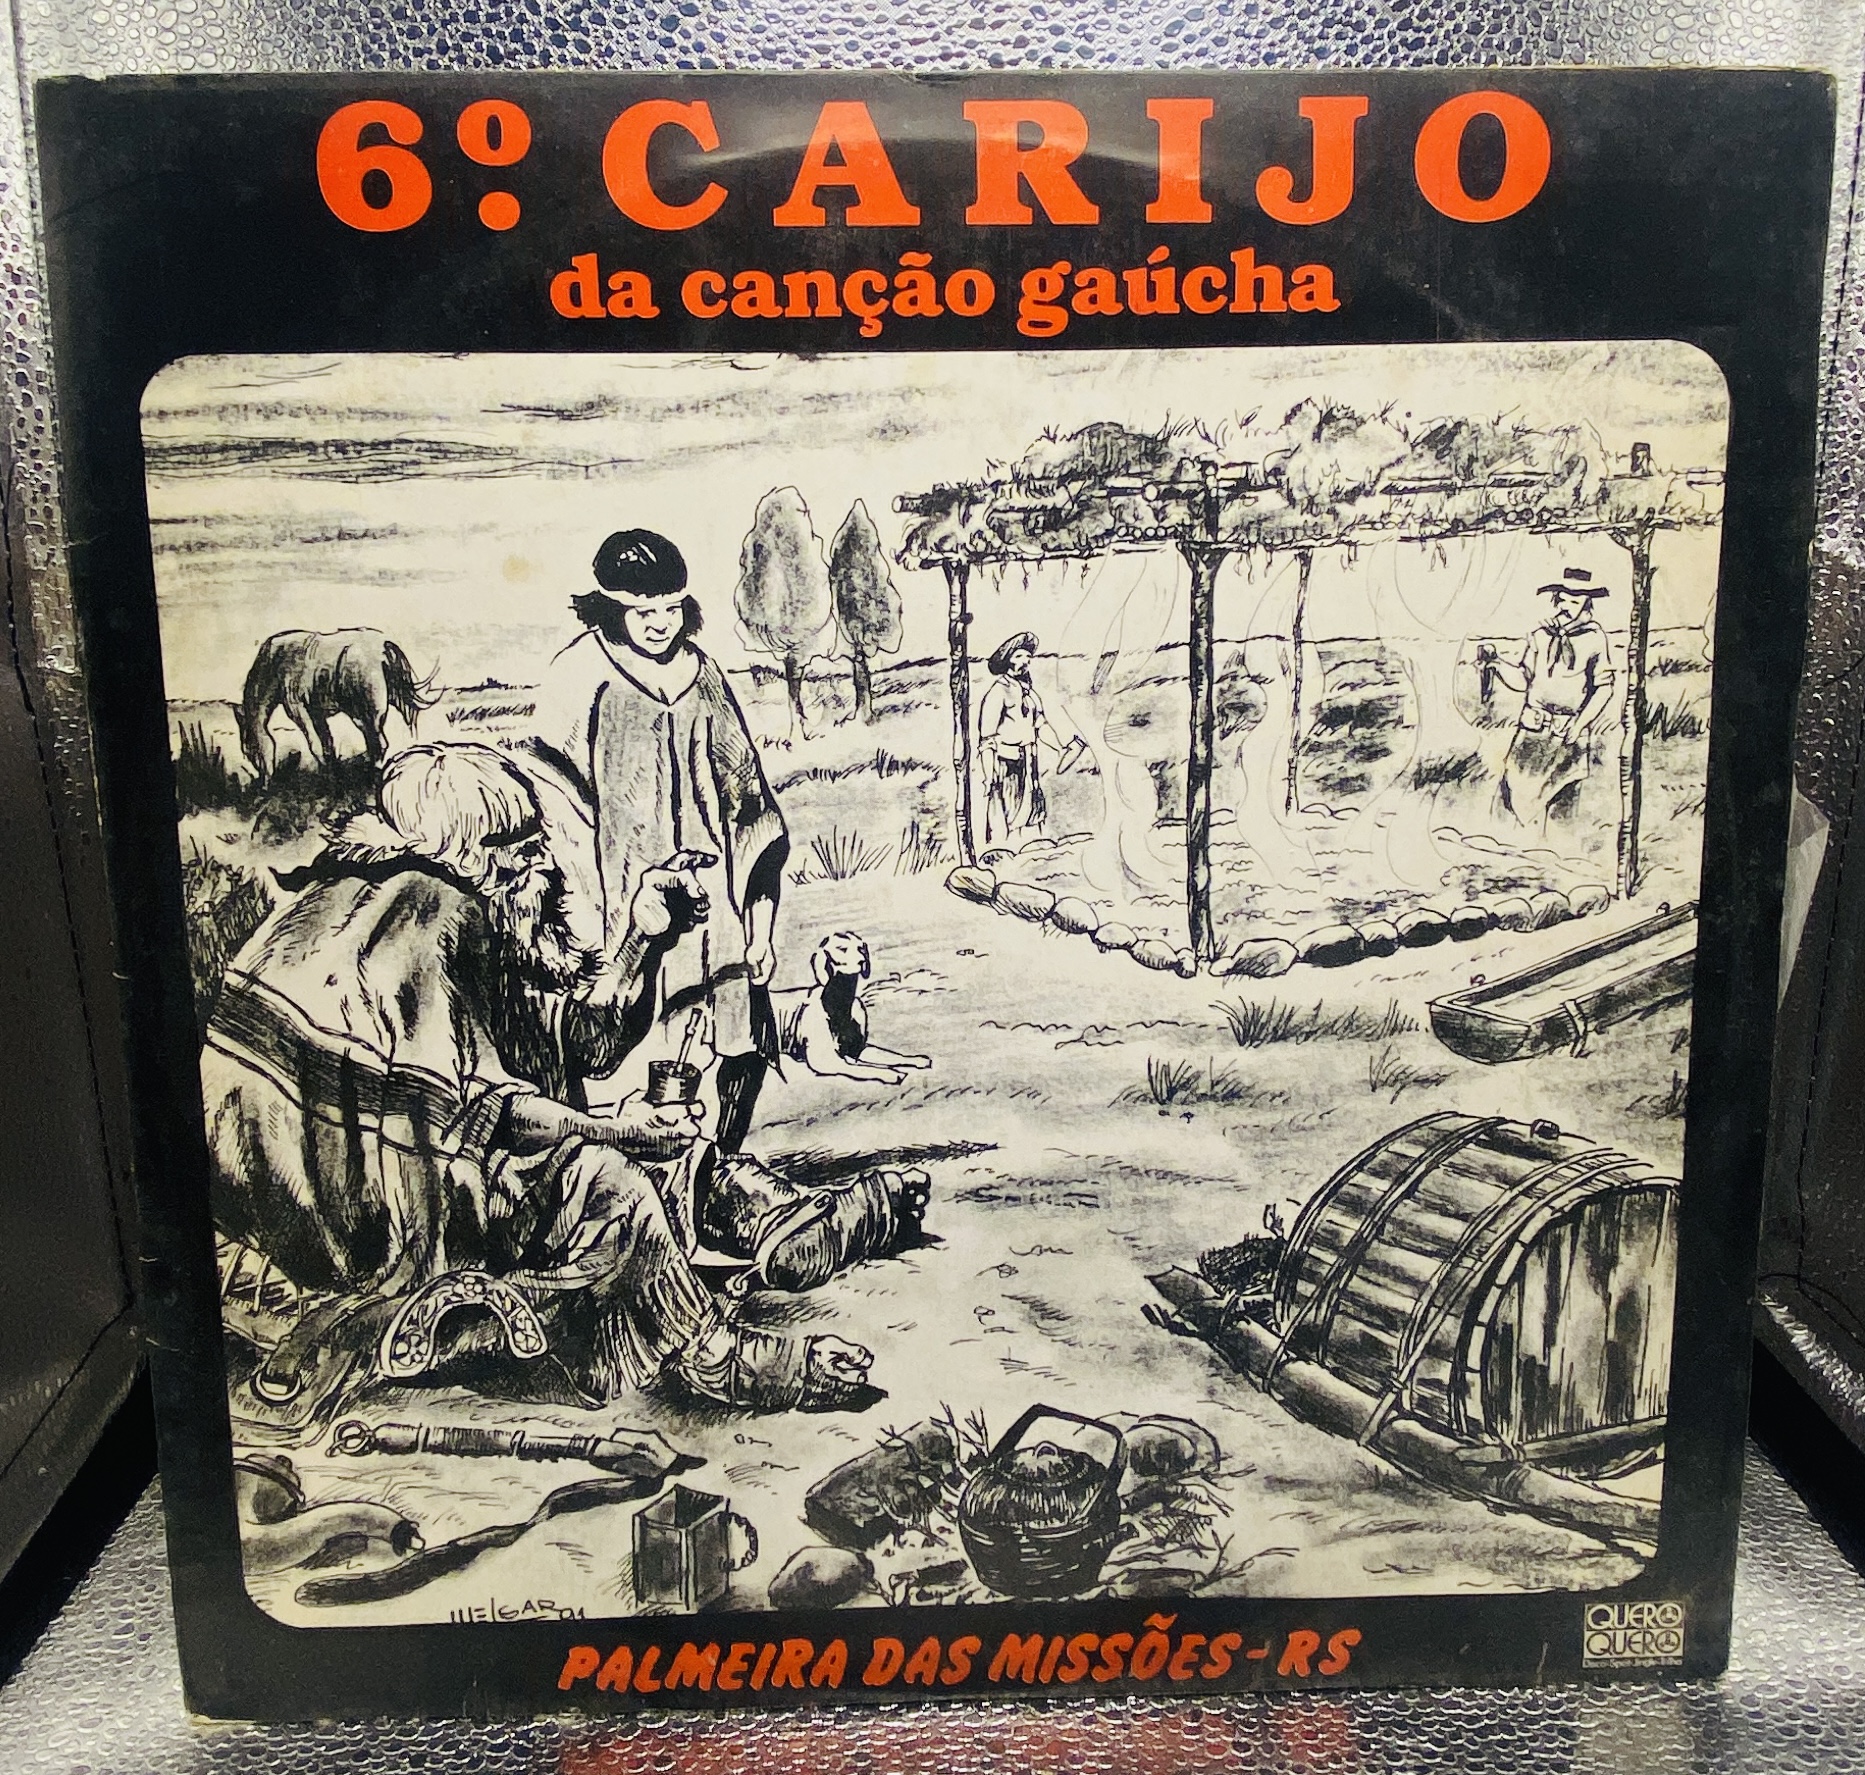 6º CARIJO
da canção gaúcha
PALMEIRA DAS MISSÕES-RS
QUERO
QUERO